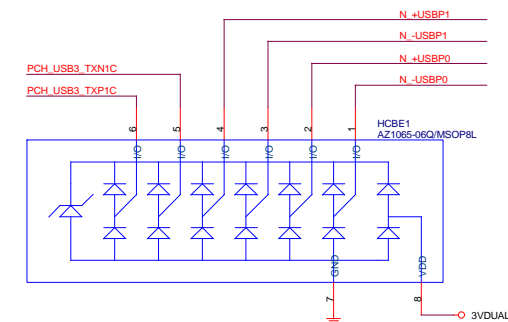 N_+USBP1
N_-USBP1
N_+USBP0
N_-USBP0
PCH_USB3_TXN1C
PCH_USB3_TXP1C
HCBE1
AZ1065-06Q/MSOP8L
6
5
4
3
2
1
I/O
I/O
I/O
I/O
I/O
I/O
GND
VDD
7
8
3VDUAL